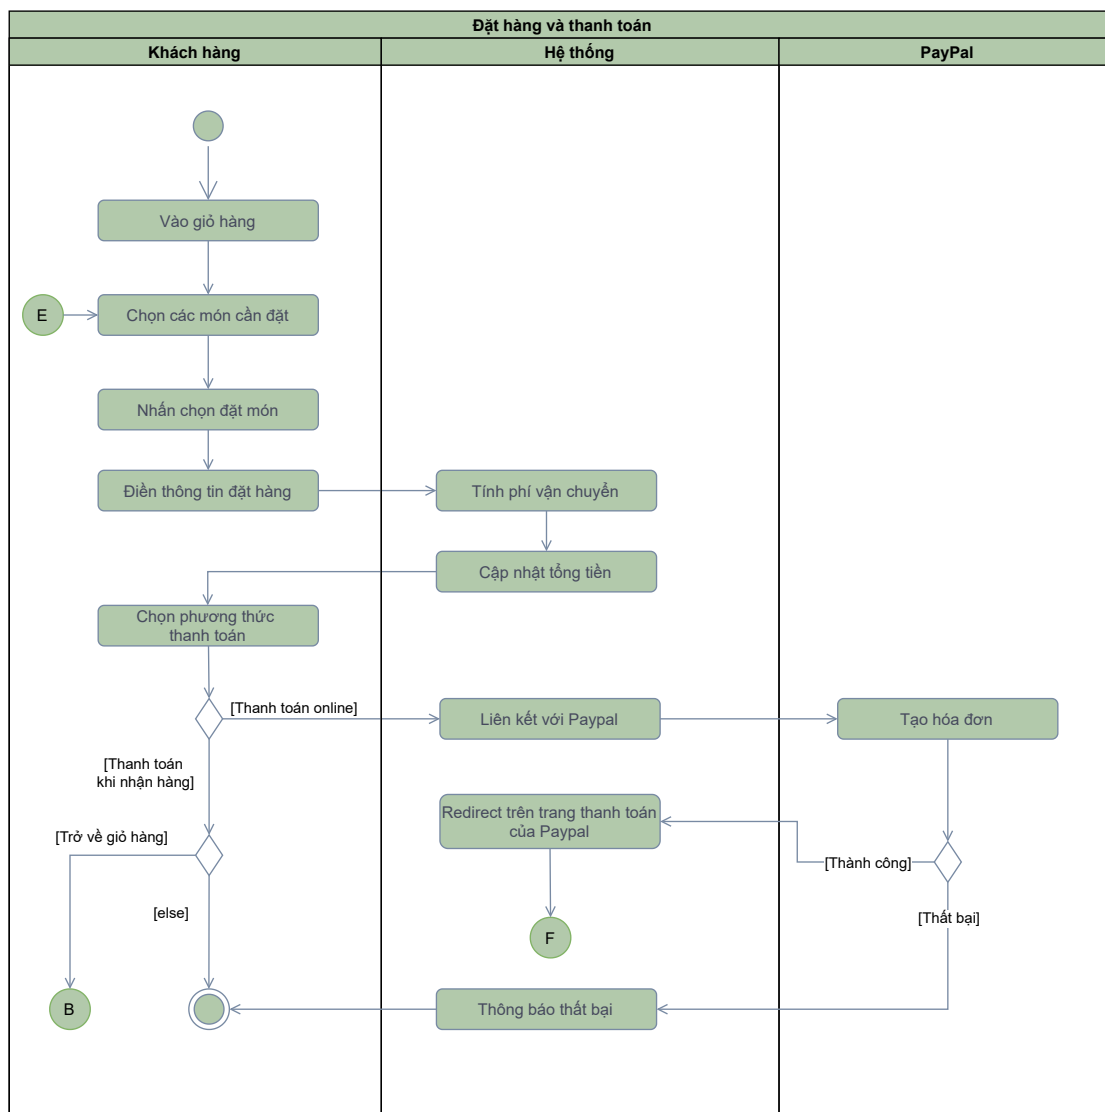 Đặt hàng và thanh toán
Khách hàng
Hệ thống
PayPal
Vào giỏ hàng
E
Chọn các món cần đặt
Nhấn chọn đặt món
Điền thông tin đặt hàng
Tính phí vận chuyển
Cập nhật tổng tiền
Chọn phương thức
thanh toán
[Thanh toán online]
Liên kết với Paypal
Tạo hóa đơn
[Thanh toán
khi nhận hàng]
Redirect trên trang thanh toán
của Paypal
[Trở về giỏ hàng]
[Thành công]
[else]
[Thất bại]
F
B
Thông báo thất bại